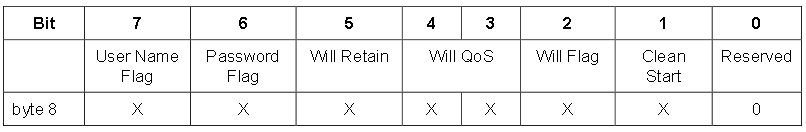 Bit 7 6 5 4 3 2 1 0
User Name Flag Password Flag Will Retain Will QoS Will Flag Clean Start Reserved
byte 8 X X X X X X X 0